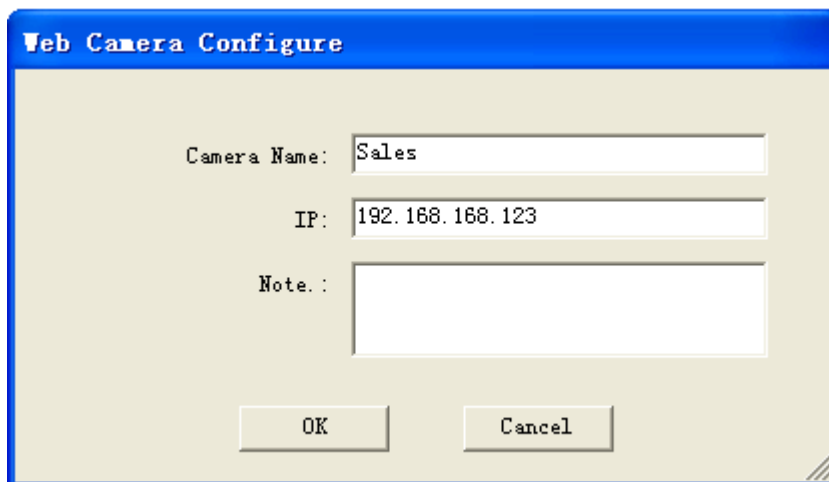 Web Camera Configure
Camera Name: Sales
IP: 192.168.168.123
Note.:
OK Cancel